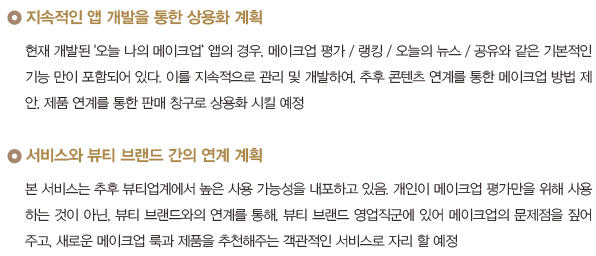 지속적인 앱 개발을 통한 상용화 계획
현재 개발된 '오늘 나의 메이크업' 앱의 경우, 메이크업 평가 / 랭킹 / 오늘의 뉴스 / 공유와 같은 기본적인
기능 만이 포함되어 있다. 이를 지속적으로 관리 및 개발하여, 추후 콘텐츠 연계를 통한 메이크업 방법 제
안, 제품 연계를 통한 판매 창구로 상용화 시킬 예정
서비스와 뷰티 브랜드 간의 연계 계획
본 서비스는 추후 뷰티업계에서 높은 사용 가능성을 내포하고 있음. 개인이 메이크업 평가만을 위해 사용
하는 것이 아닌, 뷰티 브랜드와의 연계를 통해, 뷰티 브랜드 영업직군에 있어 메이크업의 문제점을 짚어
주고, 새로운 메이크업 룩과 제품을 추천해주는 객관적인 서비스로 자리 할 예정